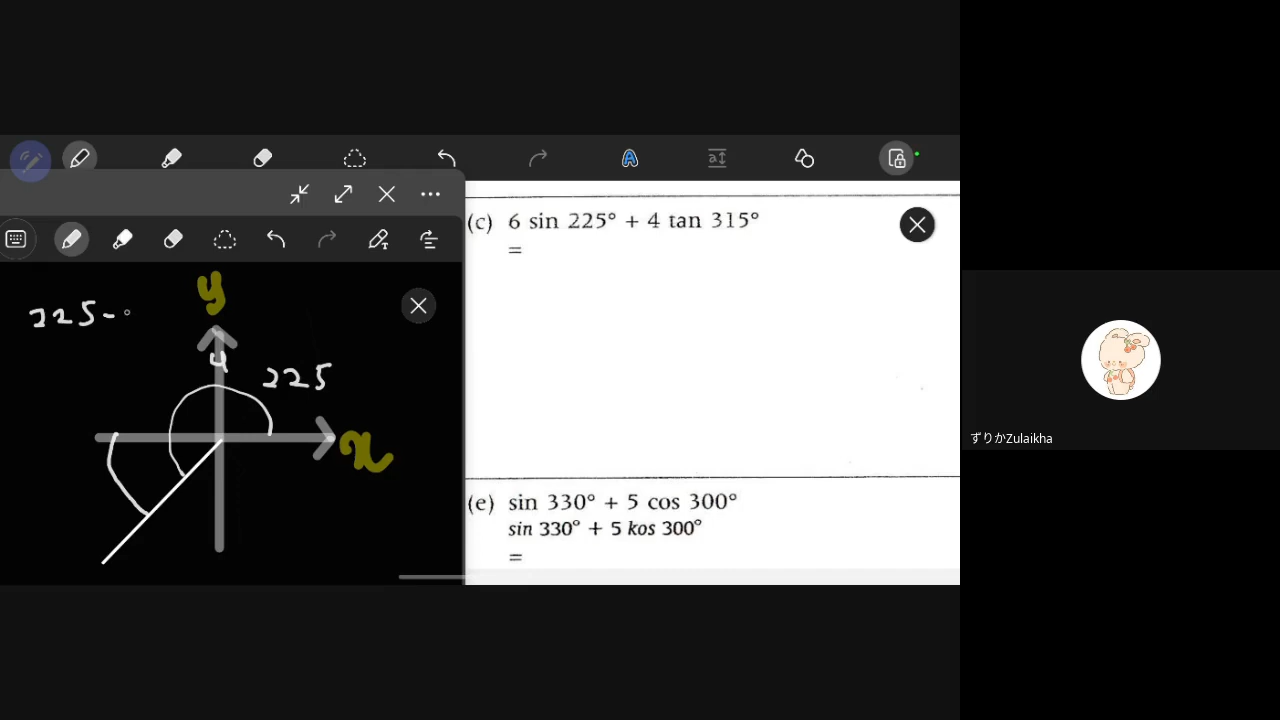 (c) 6 sin 225° + 4 tan 315°
=
y
225-
4
225
x
(e) sin 330° + 5 cos 300°
sin 330° + 5 kos 300°
=
ずりかZulaikha